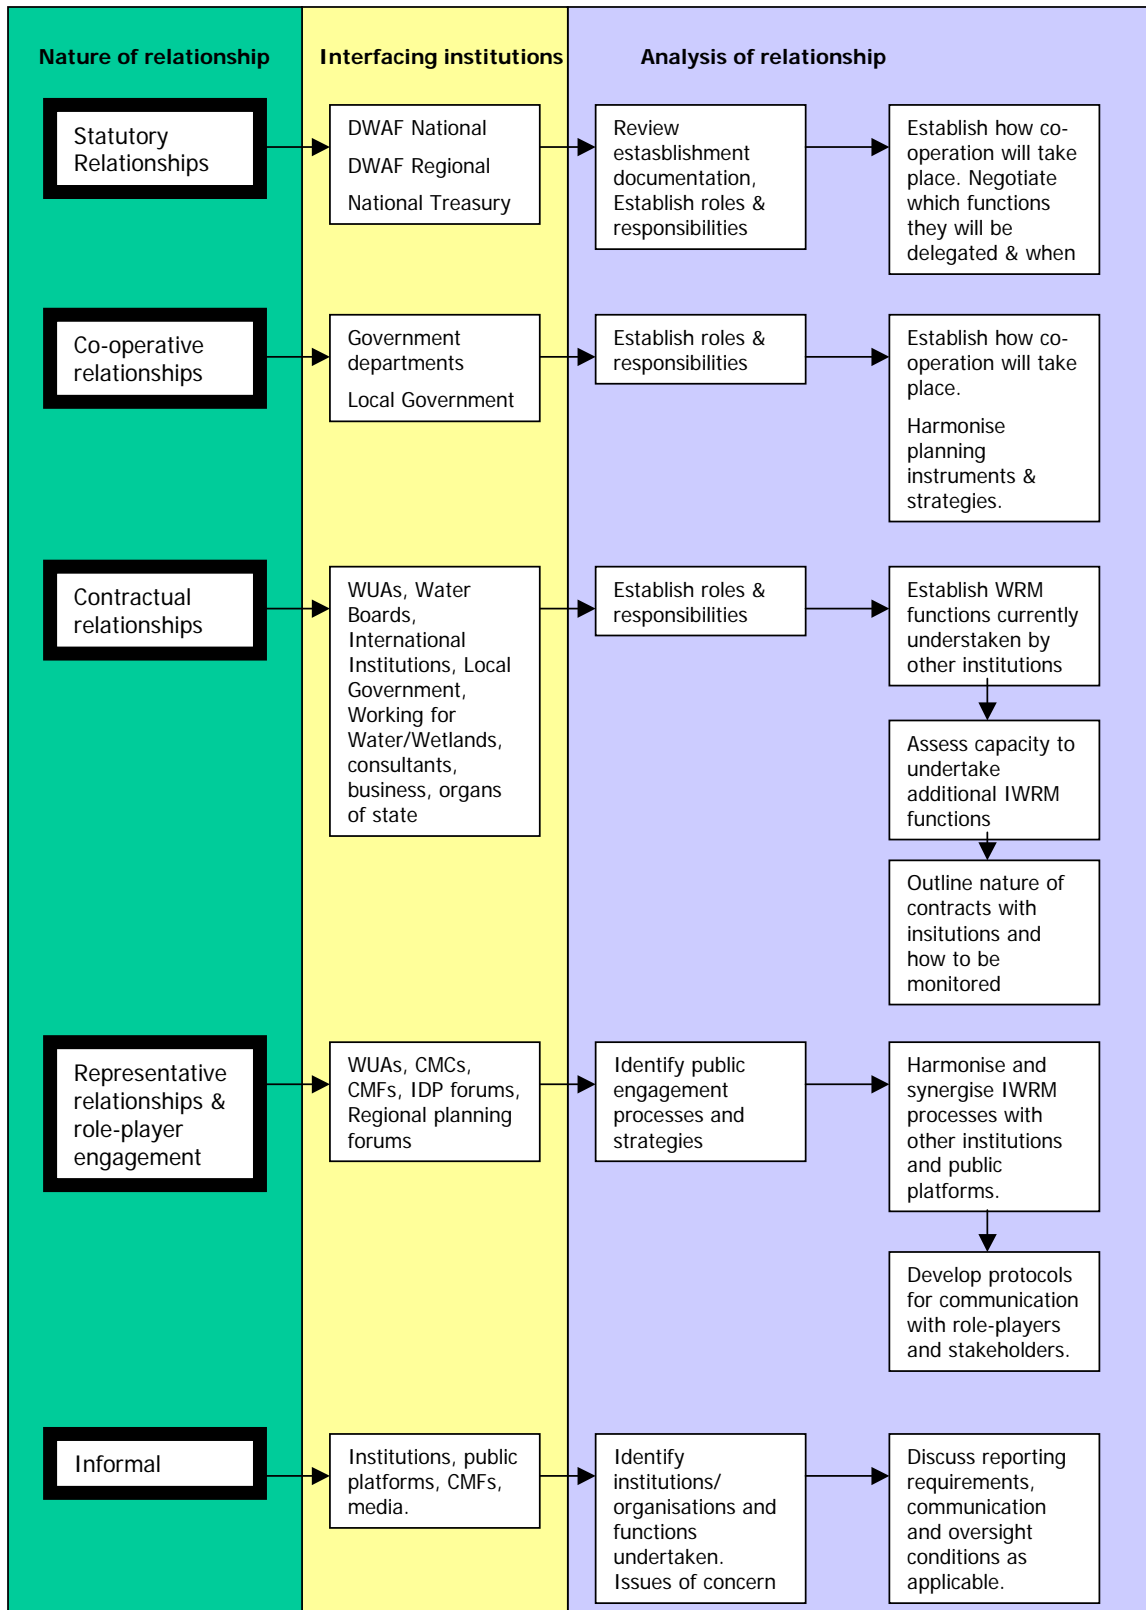 Nature of relationship
Interfacing institutions
Analysis of relationship
Statutory
Relationships
DWAF National
DWAF Regional
National Treasury
Review
estasblishment
documentation,
Establish roles &
responsibilities
Establish how co-
operation will take
place. Negotiate
which functions
they will be
delegated & when
Co-operative
relationships
Government
departments
Local Government
Establish roles &
responsibilities
Establish how co-
operation will take
place.
Harmonise
planning
instruments &
strategies.
Contractual
relationships
WUAs, Water
Boards,
International
Institutions, Local
Government,
Working for
Water/Wetlands,
consultants,
business, organs
of state
Establish roles &
responsibilities
Establish WRM
functions currently
understaken by
other institutions
Assess capacity to
undertake
additional IWRM
functions
Outline nature of
contracts with
insitutions and
how to be
monitored
Representative
relationships &
role-player
engagement
WUAs, CMCs,
CMFs, IDP forums,
Regional planning
forums
Identify public
engagement
processes and
strategies
Harmonise and
synergise IWRM
processes with
other institutions
and public
platforms.
Develop protocols
for communication
with role-players
and stakeholders.
Informal
Institutions, public
platforms, CMFs,
media.
Identify
institutions/
organisations and
functions
undertaken.
Issues of concern
Discuss reporting
requirements,
communication
and oversight
conditions as
applicable.